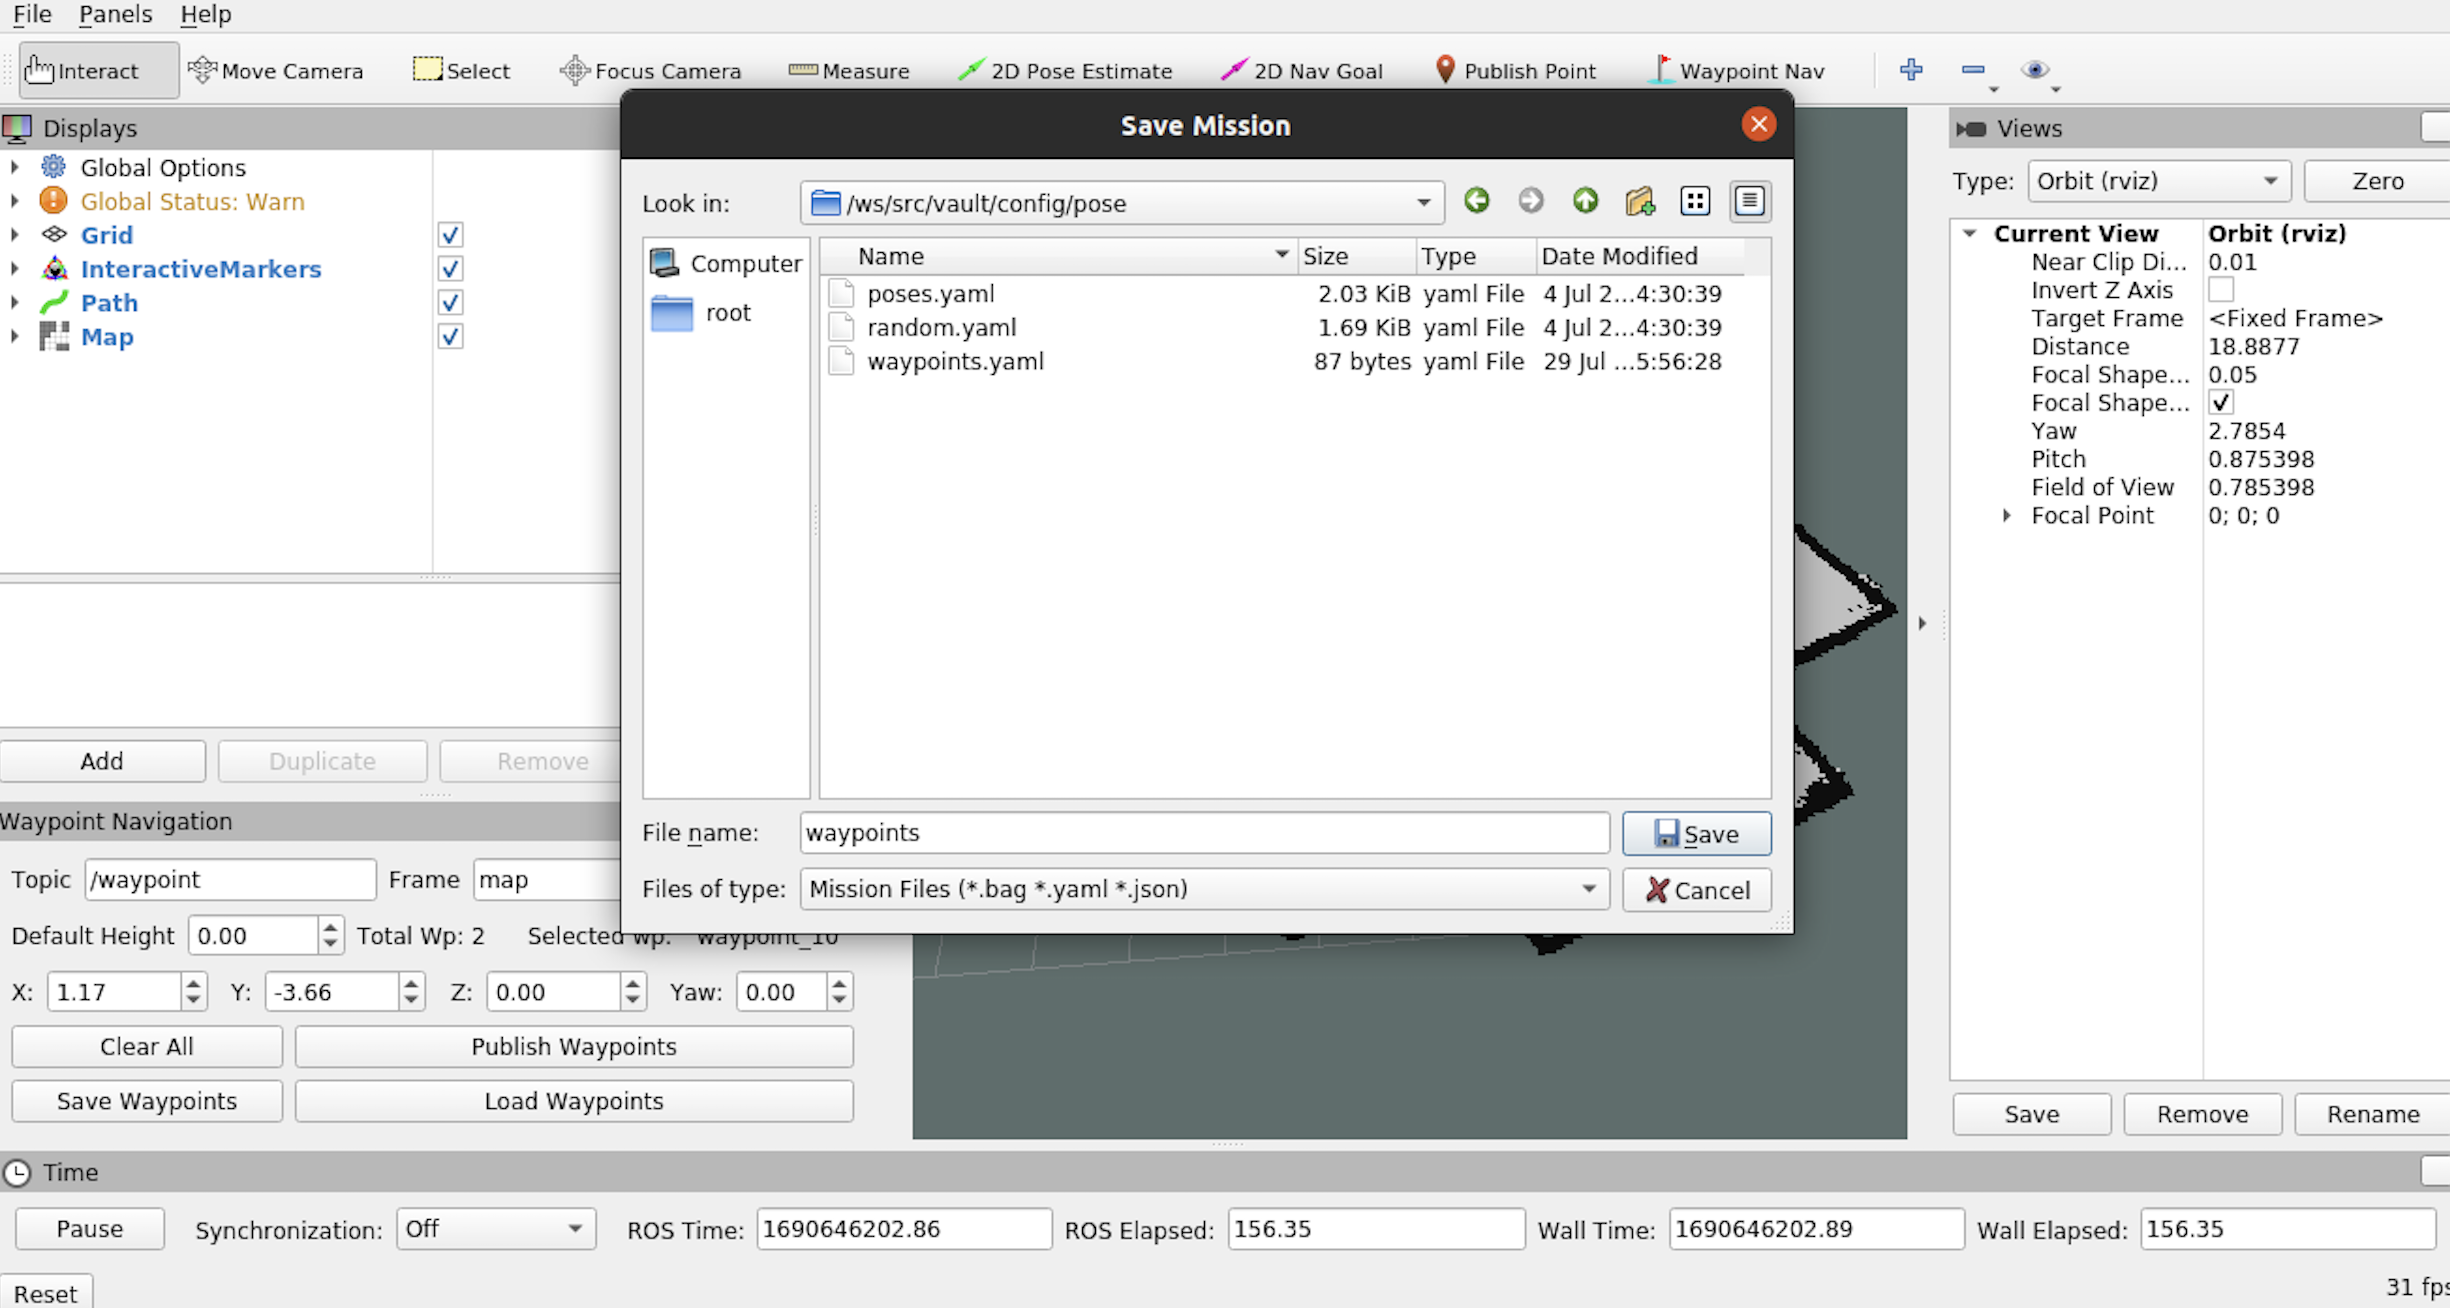 File Panels Help
Interact Move Camera Select Focus Camera Measure 2D Pose Estimate 2D Nav Goal Publish Point Waypoint Nav
Displays
Global Options
Global Status: Warn
Grid
InteractiveMarkers
Path
Map
Add Duplicate Remove
Waypoint Navigation
Topic /waypoint Frame map
Default Height 0.00 Total Wp: 2 Selected wp: waypoint_10
X: 1.17 Y: -3.66 Z: 0.00 Yaw: 0.00
Clear All Publish Waypoints
Save Waypoints Load Waypoints
Save Mission
Look in: /ws/src/vault/config/pose
Computer
root
Name Size Type Date Modified
poses.yaml 2.03 KiB yaml File 4 Jul 2...4:30:39
random.yaml 1.69 KiB yaml File 4 Jul 2...4:30:39
waypoints.yaml 87 bytes yaml File 29 Jul ...5:56:28
File name: waypoints Save
Files of type: Mission Files (*.bag *.yaml *.json) Cancel
Views
Type: Orbit (rviz) Zero
Current View Orbit (rviz)
Near Clip Di... 0.01
Invert Z Axis
Target Frame <Fixed Frame>
Distance 18.8877
Focal Shape... 0.05
Focal Shape...
Yaw 2.7854
Pitch 0.875398
Field of View 0.785398
Focal Point 0; 0; 0
Save Remove Rename
Time
Pause Synchronization: Off ROS Time: 1690646202.86 ROS Elapsed: 156.35 Wall Time: 1690646202.89 Wall Elapsed: 156.35
Reset 31 fps